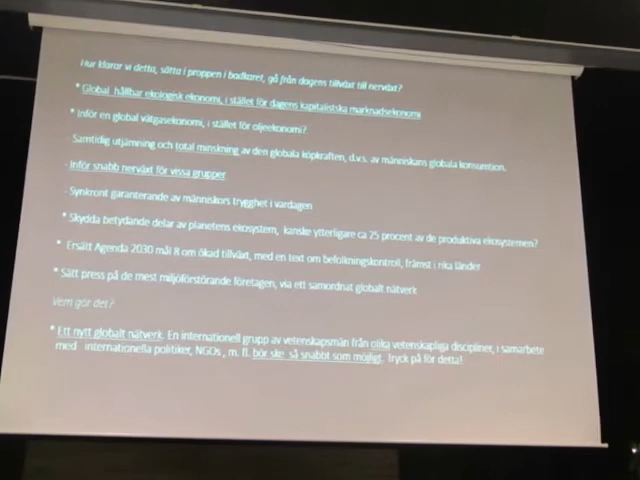 Hur klarar vi detta, sätta i proppen i badkaret, gå från dagens tillväxt till nerväxt?
• Global hållbar ekologisk ekonomi, i stället för dagens kapitalistska marknadsekonomi
• Inför en global vätgasekonomi, i stället för oljeekonomi?
- Samtidig utjämning och total minskning av den globala köpkraften, d.v.s. av människans globala konsumtion.
- Inför snabb nerväxt för vissa grupper
- Synkront garanterande av människors trygghet i vardagen
• Skydda betydande delar av planetens ekosystem, kanske ytterligare ca 25 procent av de produktiva ekosystemen?
• Ersätt Agenda 2030 mål 8 om ökad tillväxt, med en text om befolkningskontroll, främst i rika länder
• Sätt press på de mest miljöförstörande företagen, via ett samordnat globalt nätverk
Vem gör det?
• Ett nytt globalt nätverk. En internationell grupp av vetenskapsmän från olika vetenskapliga discipliner, i samarbete
med internationella politiker, NGOs , m. fl. bör ske så snabbt som möjligt. Tryck på för detta!